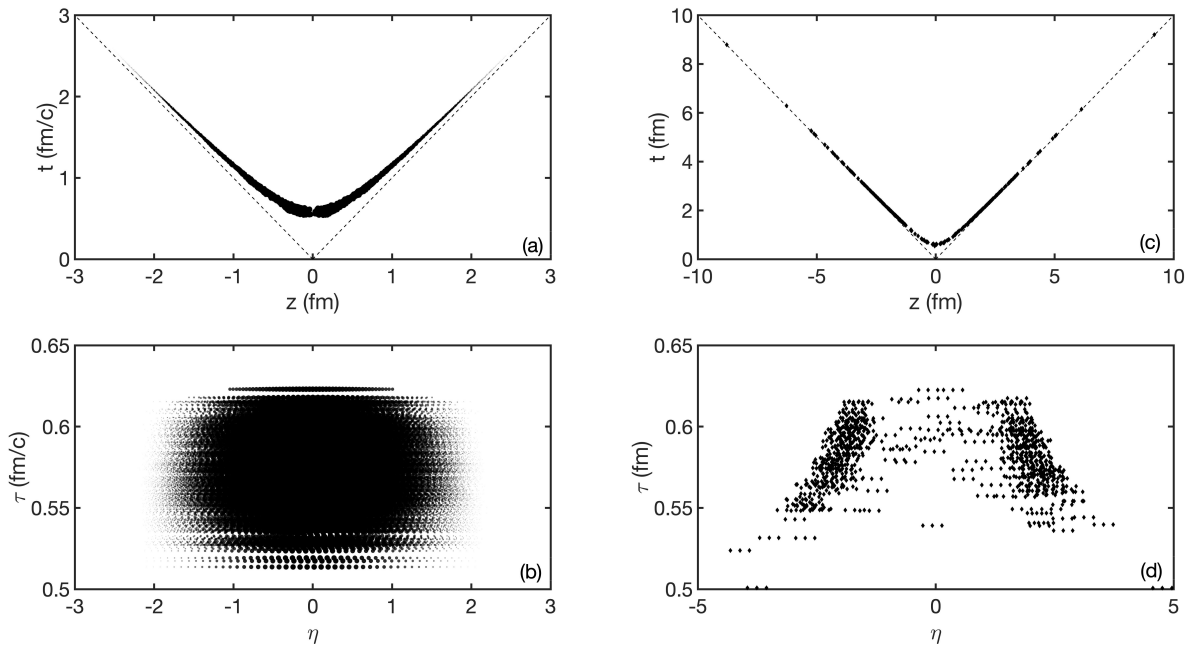 3
2
1
0
t (fm/c)
-3 -2 -1 0 1 2 3
z (fm)
(a)
10
8
6
4
2
0
t (fm)
-10 -5 0 5 10
z (fm)
(c)
0.65
0.6
0.55
0.5
τ (fm/c)
-3 -2 -1 0 1 2 3
η
(b)
0.65
0.6
0.55
0.5
τ (fm)
-5 0 5
η
(d)